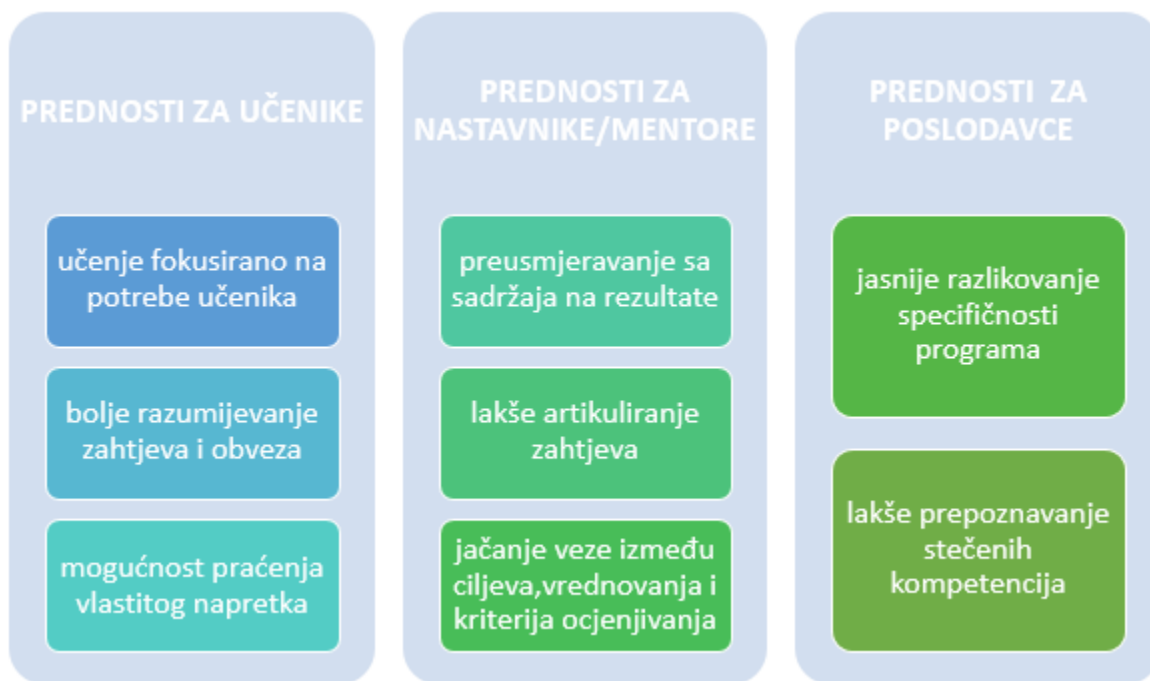 PREDNOSTI ZA UČENIKE
učenje fokusirano na
potrebe učenika
bolje razumijevanje
zahtjeva i obveza
mogućnost praćenja
vlastitog napretka
PREDNOSTI ZA
NASTAVNIKE/MENTORE
preusmjeravanje sa
sadržaja na rezultate
lakše artikuliranje
zahtjeva
jačanje veze između
ciljeva,vrednovanja i
kriterija ocjenjivanja
PREDNOSTI  ZA
POSLODAVCE
jasnije razlikovanje
specifičnosti
programa
lakše prepoznavanje
stečenih
kompetencija